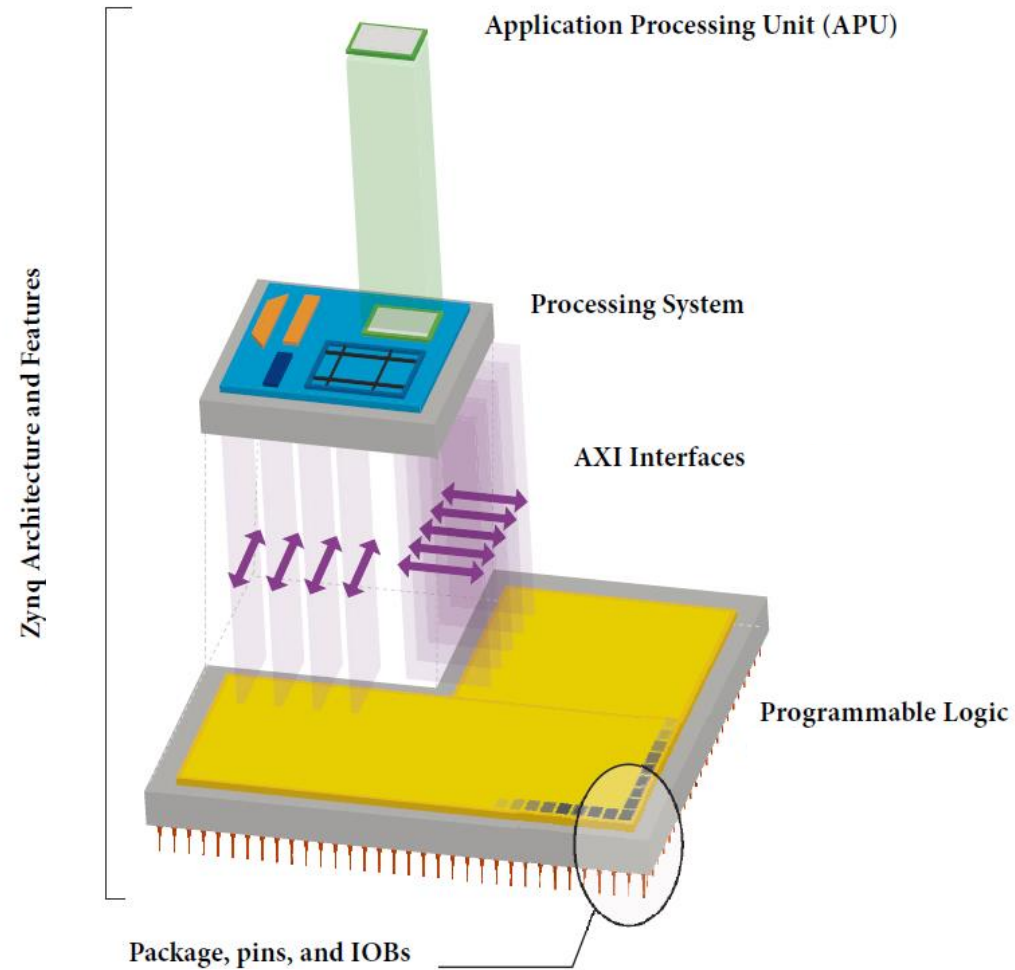 Application Processing Unit (APU)
Processing System
AXI Interfaces
Zynq Architecture and Features
Programmable Logic
Package, pins, and IOBs